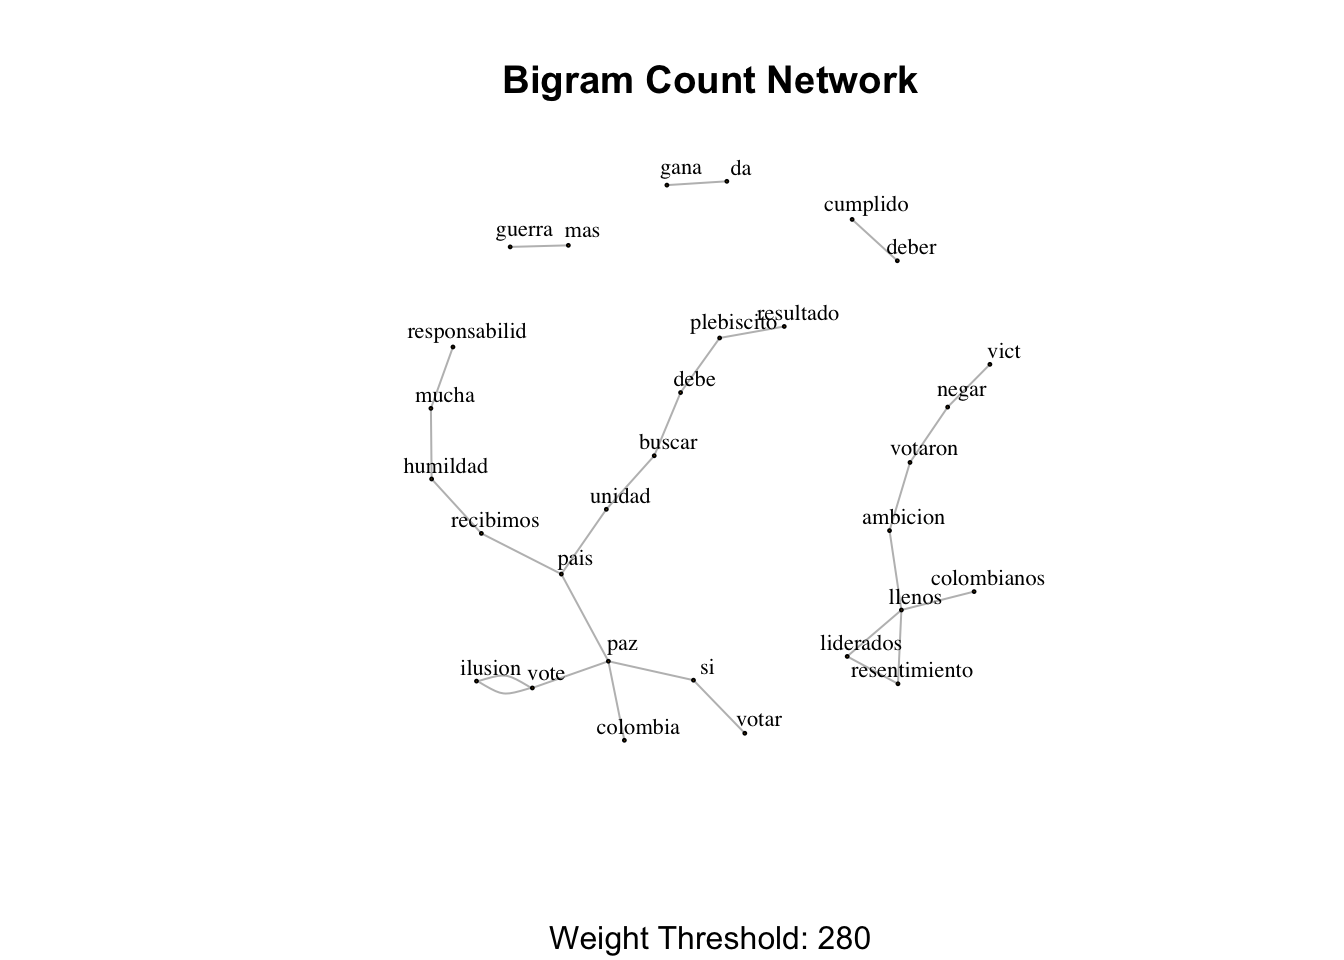 Bigram Count Network
gana da
cumplido
guerra mas
deber
resultado
plebiscito
responsabilid
vict
debe
negar
mucha
buscar
votaron
humildad
unidad
ambicion
recibimos
pais
colombianos
llenos
paz
liderados
si
ilusion vote
resentimiento
votar
colombia
Weight Threshold: 280